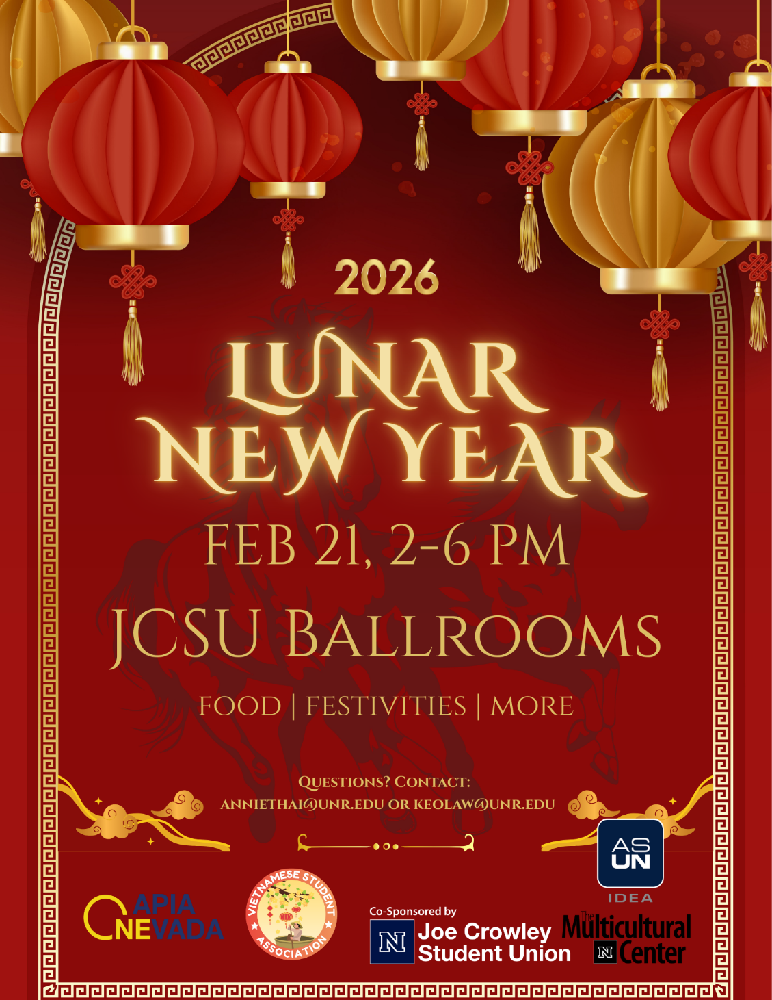 2026
LUNAR
NEW YEAR
FEB 21, 2-6 PM
JCSU BALLROOMS
FOOD | FESTIVITIES | MORE
QUESTIONS? CONTACT:
ANNIETHAI@UNR.EDU OR KEOLAW@UNR.EDU
AS
UN
IDEA
APIA
ONEVADA
VIETNAMESE STUDENT
ASSOCIATION
Co-Sponsored by
N
Joe Crowley
Student Union
The
Multicultural
N
Center